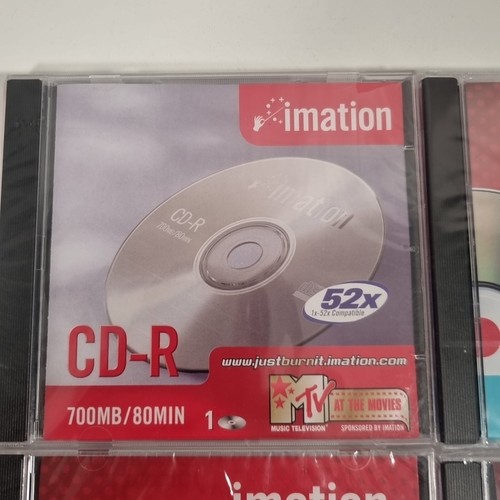 imation
imation
CD-R
700MB/80min
52x
1x-52x Compatible
CD-R
www.justburnit.imation.com
700MB/80MIN 1
MTV
MUSIC TELEVISION
AT THE MOVIES
SPONSORED BY IMATION
imation